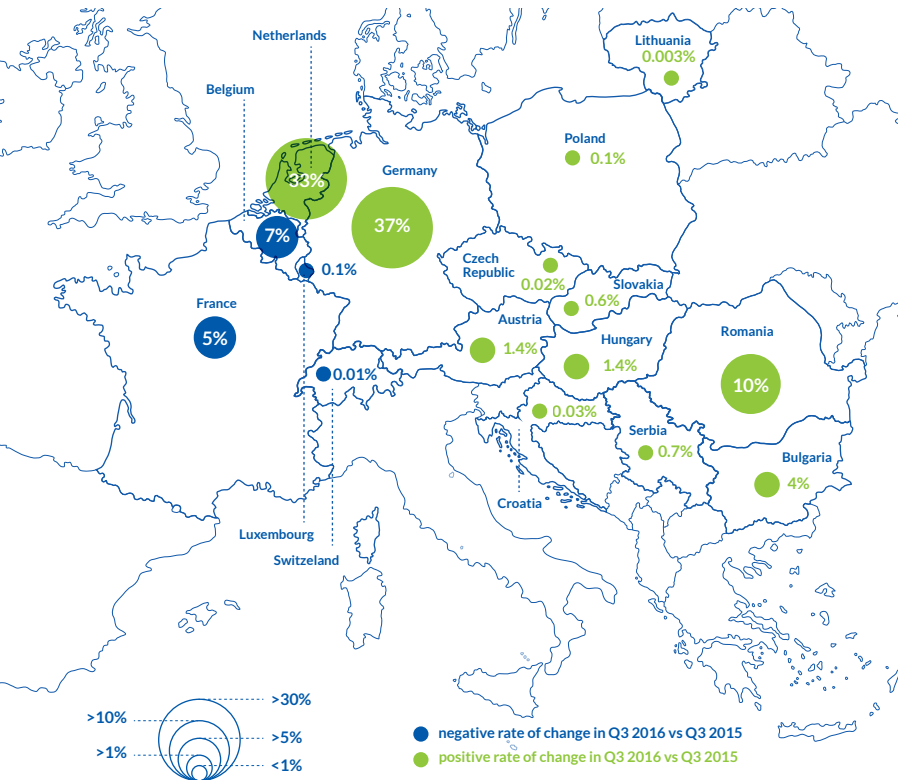 Netherlands
Lithuania
0.003%
Belgium
Poland
0.1%
Germany
33%
37%
7%
Czech
Republic
0.02%
0.1%
Slovakia
0.6%
France
5%
Austria
1.4%
Hungary
1.4%
Romania
10%
0.01%
0.03%
Serbia
0.7%
Bulgaria
4%
Croatia
Luxembourg
Switzeland
>30%
>10%
>5%
>1%
<1%
negative rate of change in Q3 2016 vs Q3 2015
positive rate of change in Q3 2016 vs Q3 2015